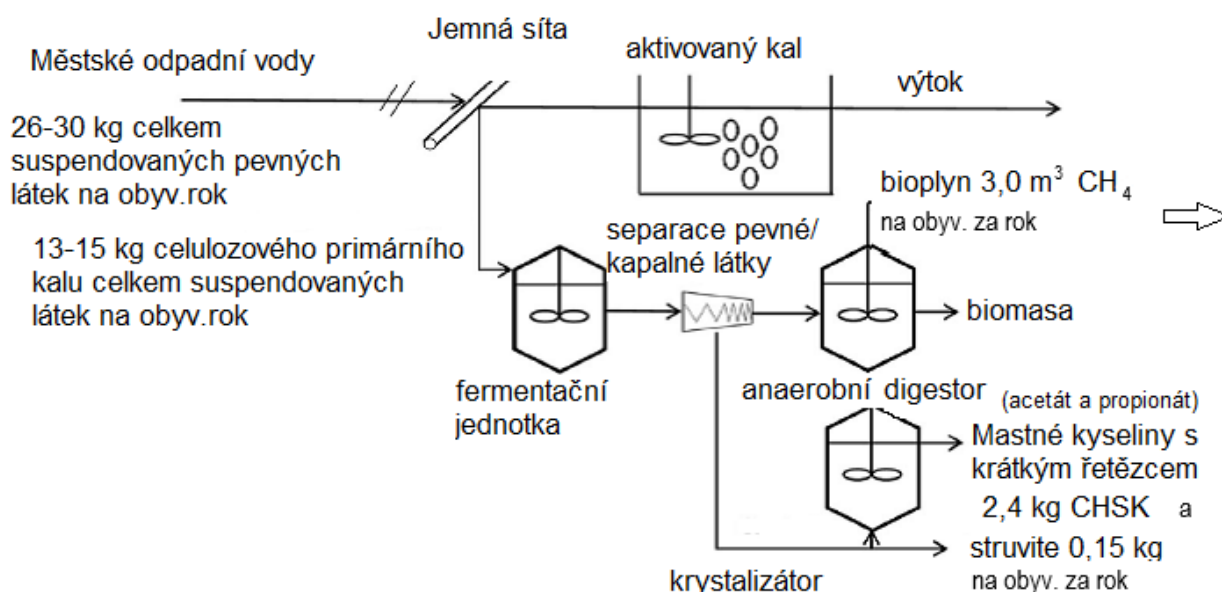 Jemná síta
Městské odpadní vody
aktivovaný kal
výtok
26-30 kg celkem
suspendovaných pevných
látek na obyv.rok
bioplyn 3,0 m³ CH₄
na obyv. za rok
13-15 kg celulozového primárního
kalu celkem suspendovaných
látek na obyv.rok
separace pevné/
kapalné látky
biomasa
fermentační
jednotka
anaerobní digestor
(acetát a propionát)
Mastné kyseliny s
krátkým řetězcem
2,4 kg CHSK a
struvite 0,15 kg
na obyv. za rok
krystalizátor